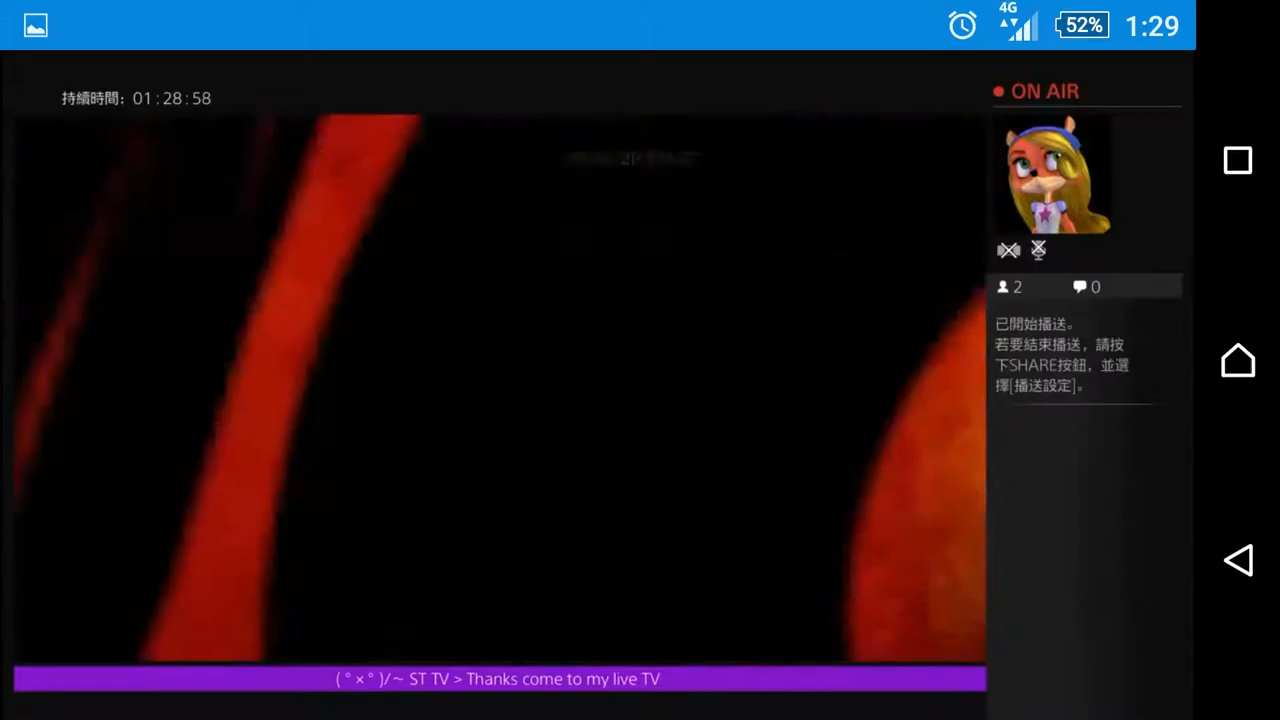 4G
52%
1:29
持續時間: 01 : 28 : 58
ON AIR
2
0
已開始播送。
若要結束播送，請按
下SHARE按鈕，並選
擇[播送設定]。
( ° × ° )/~ ST TV > Thanks come to my live TV